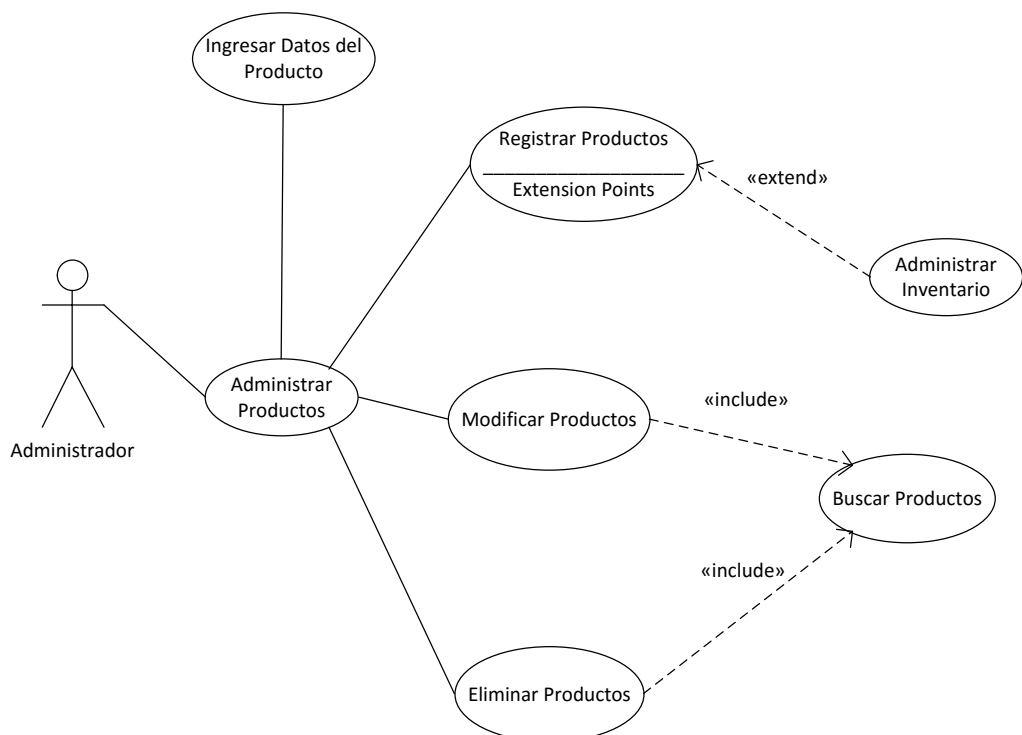 Ingresar Datos del
Producto
Registrar Productos
Extension Points
«extend»
Administrar
Inventario
Administrar
Productos
Modificar Productos
«include»
Administrador
Buscar Productos
«include»
Eliminar Productos